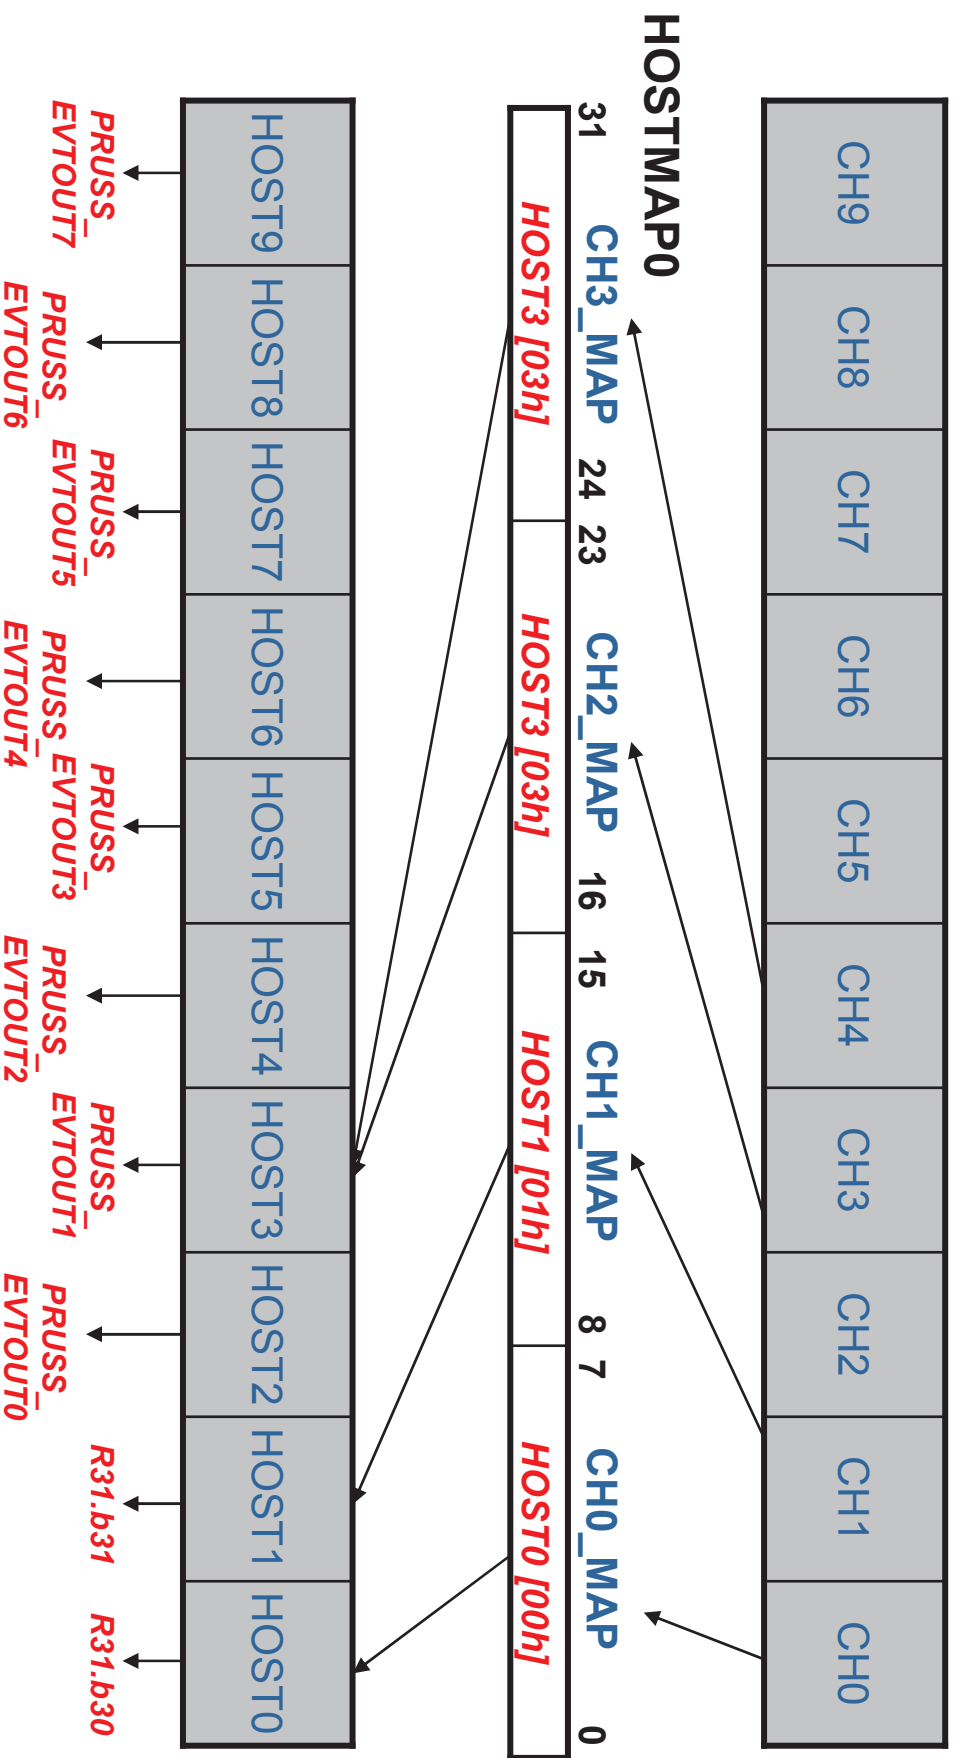 CH9 CH8 CH7 CH6 CH5 CH4 CH3 CH2 CH1 CH0
HOSTMAP0
CH3_MAP CH2_MAP CH1_MAP CH0_MAP
31 24 23 16 15 8 7 0
HOST3 [03h] HOST3 [03h] HOST1 [01h] HOST0 [00h]
HOST9 HOST8 HOST7 HOST6 HOST5 HOST4 HOST3 HOST2 HOST1 HOST0
PRUSS_
EVTOUT7
PRUSS_
EVTOUT6
PRUSS_
EVTOUT5
PRUSS_
EVTOUT4
PRUSS_
EVTOUT3
PRUSS_
EVTOUT2
PRUSS_
EVTOUT1
PRUSS_
EVTOUT0
R31.b31
R31.b30